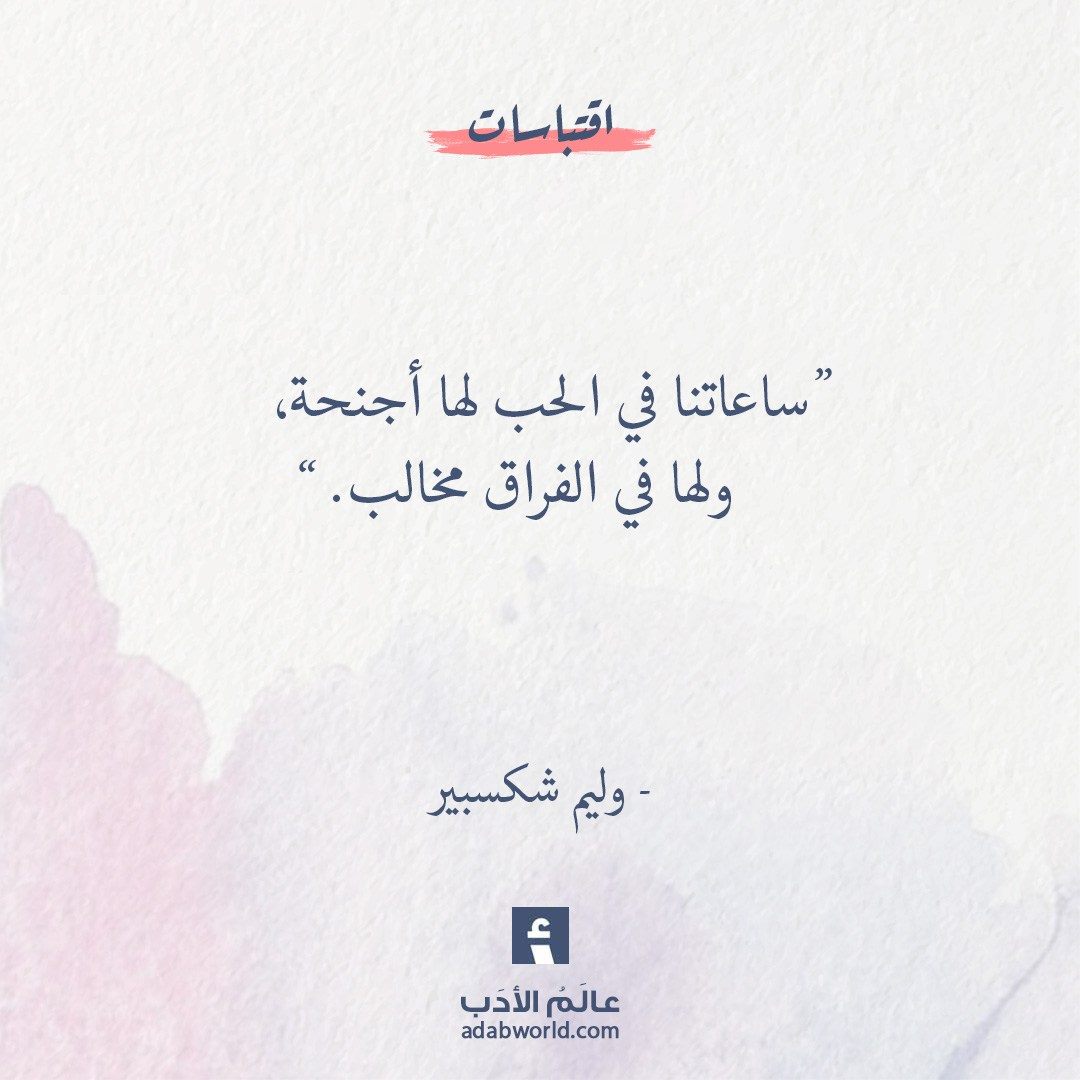 اقتباسات
”ساعاتنا في الحب لها أجنحة،
ولها في الفراق مخالب.“
- وليم شكسبير
أ
عالَمُ الأدَب
adabworld.com